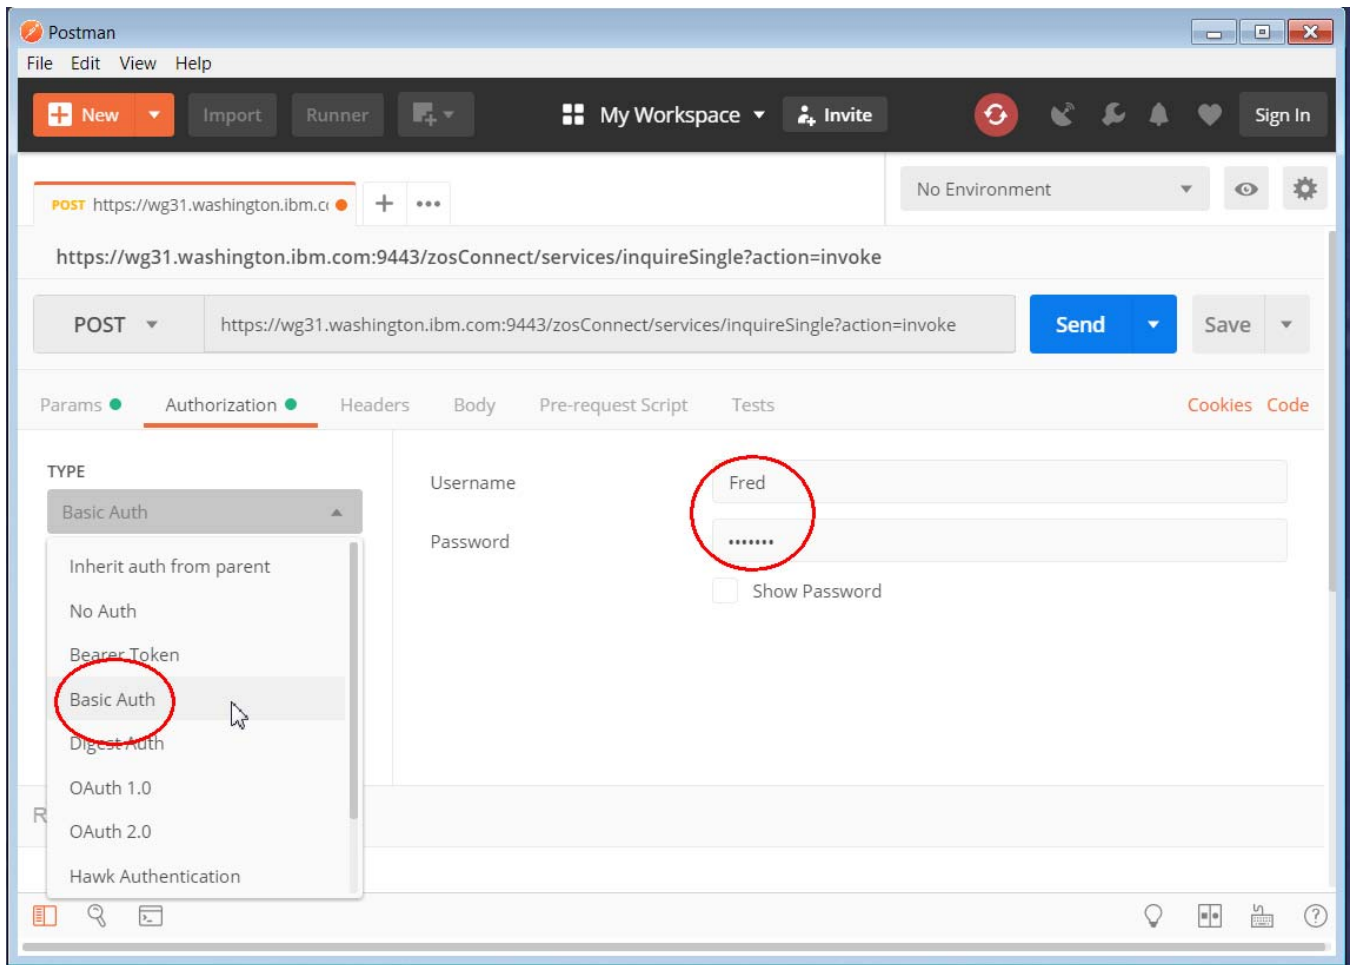 Postman
File Edit View Help
New Import Runner My Workspace Invite Sign In
POST https://wg31.washington.ibm.c No Environment
https://wg31.washington.ibm.com:9443/zosConnect/services/inquireSingle?action=invoke
POST https://wg31.washington.ibm.com:9443/zosConnect/services/inquireSingle?action=invoke Send Save
Params Authorization Headers Body Pre-request Script Tests Cookies Code
TYPE
Basic Auth
Inherit auth from parent
No Auth
Bearer Token
Basic Auth
Digest Auth
OAuth 1.0
OAuth 2.0
Hawk Authentication
Username Fred
Password •••••••
Show Password
R